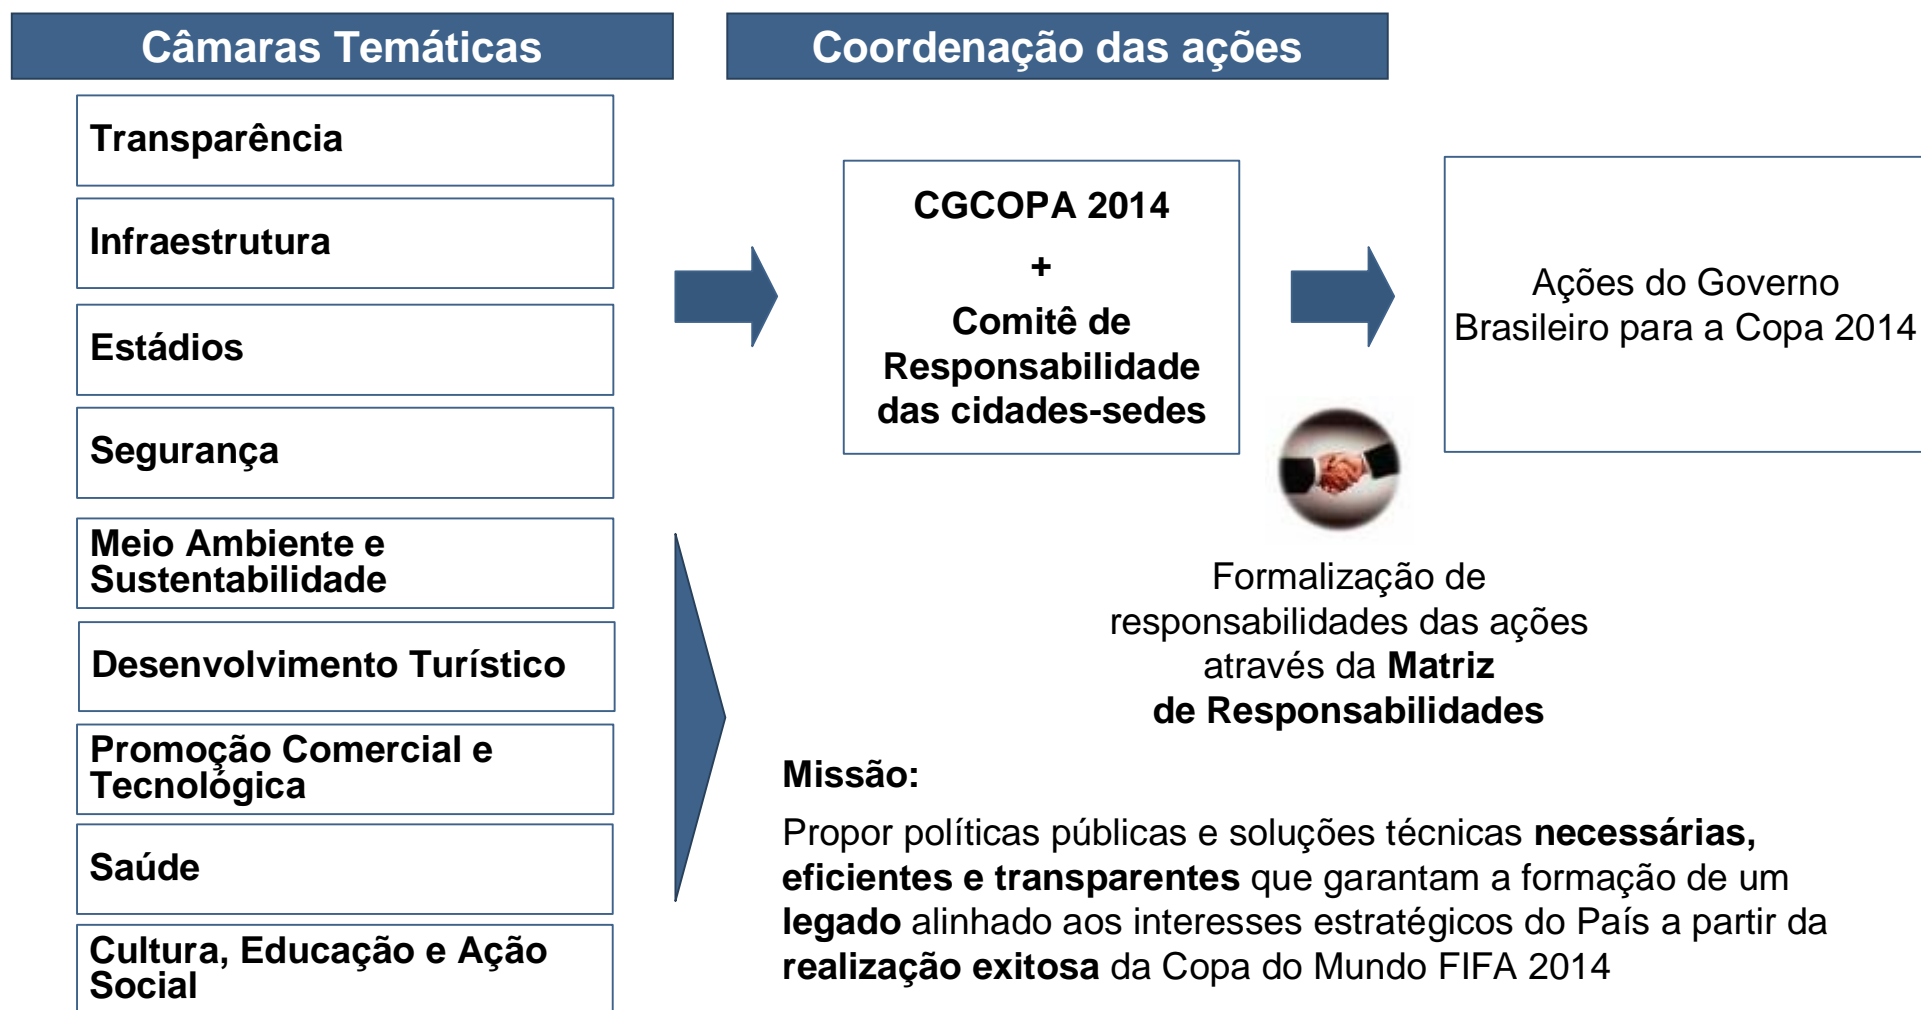 Câmaras Temáticas
Transparência
Infraestrutura
Estádios
Segurança
Meio Ambiente e
Sustentabilidade
Desenvolvimento Turístico
Promoção Comercial e
Tecnológica
Saúde
Cultura, Educação e Ação
Social
Coordenação das ações
CGCOPA 2014
+
Comitê de
Responsabilidade
das cidades-sedes
Ações do Governo
Brasileiro para a Copa 2014
Formalização de
responsabilidades das ações
através da Matriz
de Responsabilidades
Missão:
Propor políticas públicas e soluções técnicas necessárias,
eficientes e transparentes que garantam a formação de um
legado alinhado aos interesses estratégicos do País a partir da
realização exitosa da Copa do Mundo FIFA 2014